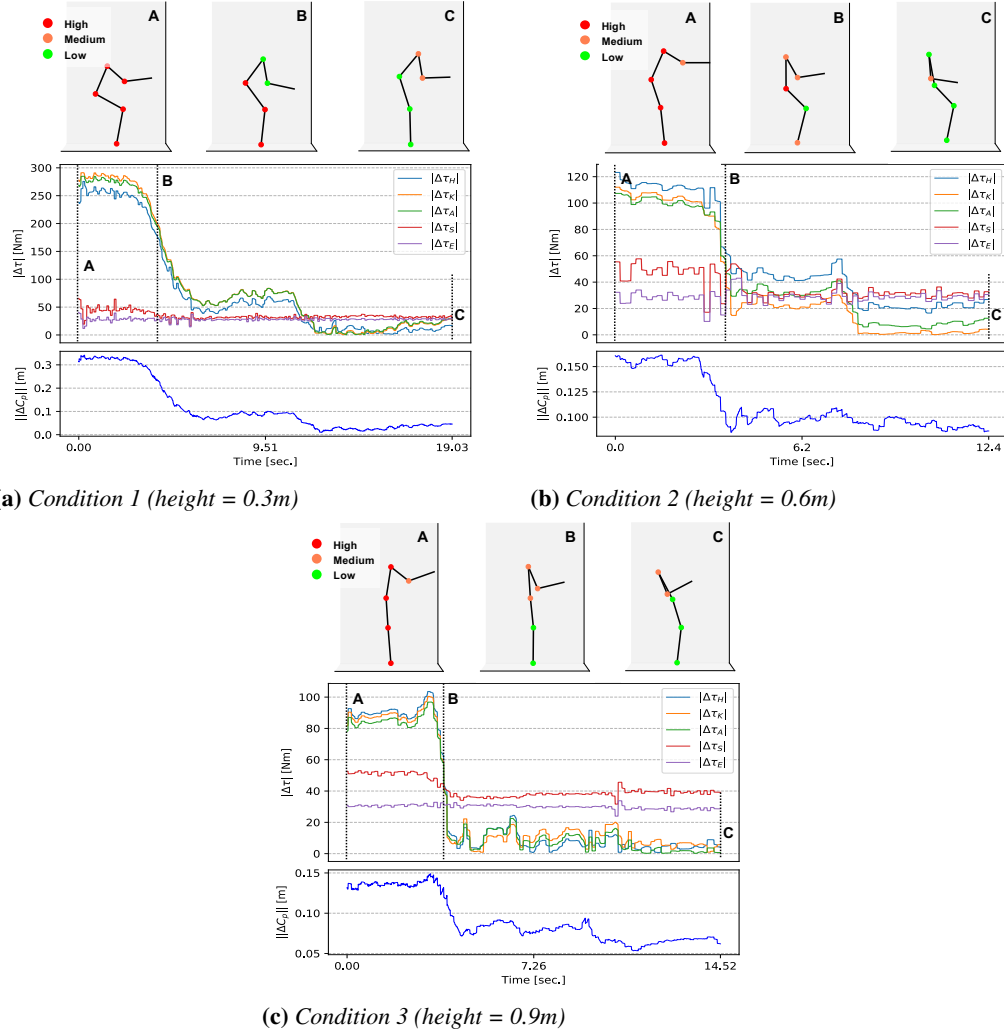 A
B
C
High
Medium
Low
300
250
200
150
100
50
0
|Δτ| [Nm]
A
B
C
|Δτ_H|
|Δτ_K|
|Δτ_A|
|Δτ_S|
|Δτ_E|
0.3
0.2
0.1
0.0
||ΔC_p|| [m]
0.00
9.51
19.03
Time [sec.]
(a) Condition 1 (height = 0.3m)
A
B
C
High
Medium
Low
120
100
80
60
40
20
0
|Δτ| [Nm]
A
B
C
|Δτ_H|
|Δτ_K|
|Δτ_A|
|Δτ_S|
|Δτ_E|
0.150
0.125
0.100
||ΔC_p|| [m]
0.0
6.2
12.4
Time [sec.]
(b) Condition 2 (height = 0.6m)
A
B
C
High
Medium
Low
100
80
60
40
20
0
|Δτ| [Nm]
A
B
C
|Δτ_H|
|Δτ_K|
|Δτ_A|
|Δτ_S|
|Δτ_E|
0.15
0.10
0.05
||ΔC_p|| [m]
0.00
7.26
14.52
Time [sec.]
(c) Condition 3 (height = 0.9m)